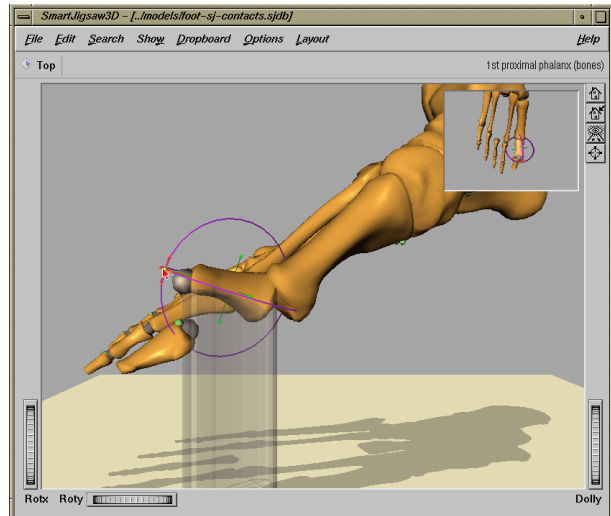 SmartJigsaw3D – [../models/foot-sj-contacts.sjdb]
File Edit Search Show Dropboard Options Layout Help
Top 1st proximal phalanx (bones)
Rotx Roty Dolly